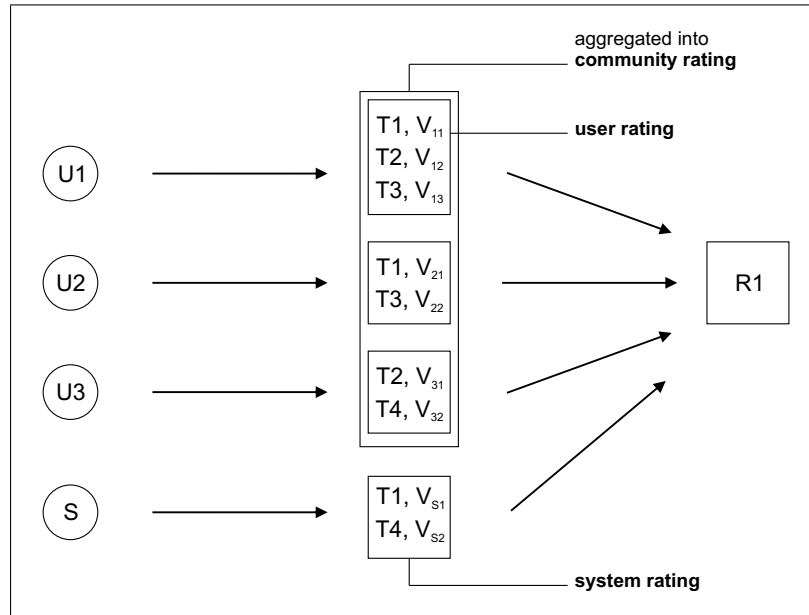 aggregated into
community rating
T1, V11
user rating
T2, V12
T3, V13
U1
T1, V21
T3, V22
U2
R1
T2, V31
T4, V32
U3
T1, VS1
T4, VS2
S
system rating